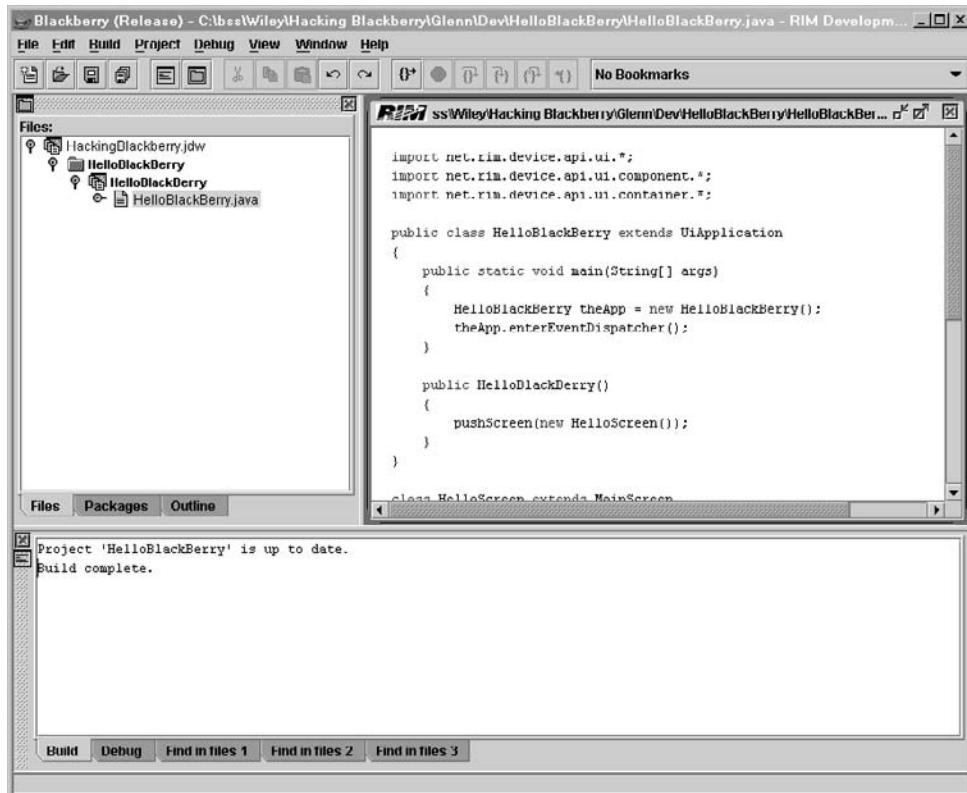 Blackberry (Release) - C:\bss\Wiley\Hacking Blackberry\Glenn\Dev\HelloBlackBerry\HelloBlackBerry.java - RIM Developm...
File Edit Build Project Debug View Window Help
No Bookmarks
Files:
HackingBlackberry.jdw
HelloBlackBerry
HelloBlackBerry
HelloBlackBerry.java
Files Packages Outline
RIM ss\Wiley\Hacking Blackberry\Glenn\Dev\HelloBlackBerry\HelloBlackBer...
import net.rim.device.api.ui.*;
import net.rim.device.api.ui.component.*;
import net.rim.device.api.ui.container.*;
public class HelloBlackBerry extends UiApplication
{
public static void main(String[] args)
{
HelloBlackBerry theApp = new HelloBlackBerry();
theApp.enterEventDispatcher();
}
public HelloBlackBerry()
{
pushScreen(new HelloScreen());
}
}
class HelloScreen extends MainScreen
Project 'HelloBlackBerry' is up to date.
Build complete.
Build Debug Find in files 1 Find in files 2 Find in files 3